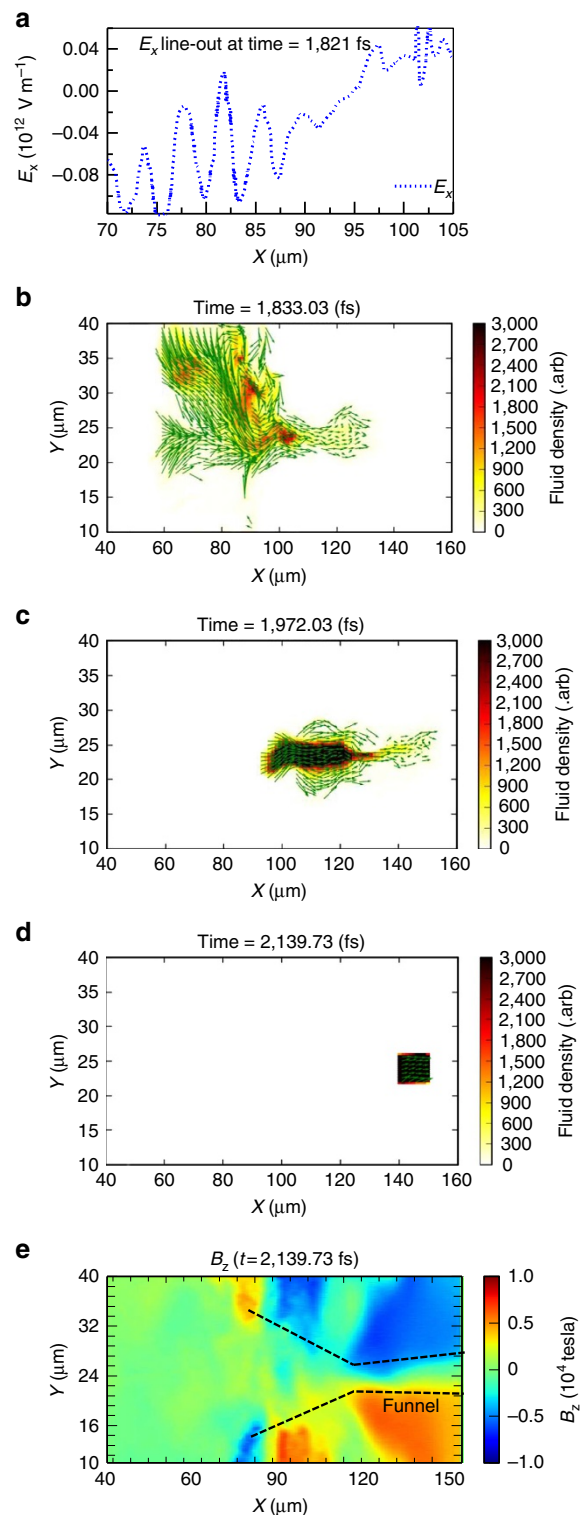 a
E_x line-out at time = 1,821 fs
0.04
0.00
−0.04
−0.08
E_x (10^12 V m^−1)
E_x
70 75 80 85 90 95 100 105
X (μm)
b
Time = 1,833.03 (fs)
40
35
30
25
20
15
10
Y (μm)
40 60 80 100 120 140 160
X (μm)
3,000
2,700
2,400
2,100
1,800
1,500
1,200
900
600
300
0
Fluid density (.arb)
c
Time = 1,972.03 (fs)
40
35
30
25
20
15
10
Y (μm)
40 60 80 100 120 140 160
X (μm)
3,000
2,700
2,400
2,100
1,800
1,500
1,200
900
600
300
0
Fluid density (.arb)
d
Time = 2,139.73 (fs)
40
35
30
25
20
15
10
Y (μm)
40 60 80 100 120 140 160
X (μm)
3,000
2,700
2,400
2,100
1,800
1,500
1,200
900
600
300
0
Fluid density (.arb)
e
B_z (t=2,139.73 fs)
40
32
24
16
10
Y (μm)
Funnel
40 60 90 120 150
X (μm)
1.0
0.5
0
−0.5
−1.0
B_z (10^4 tesla)